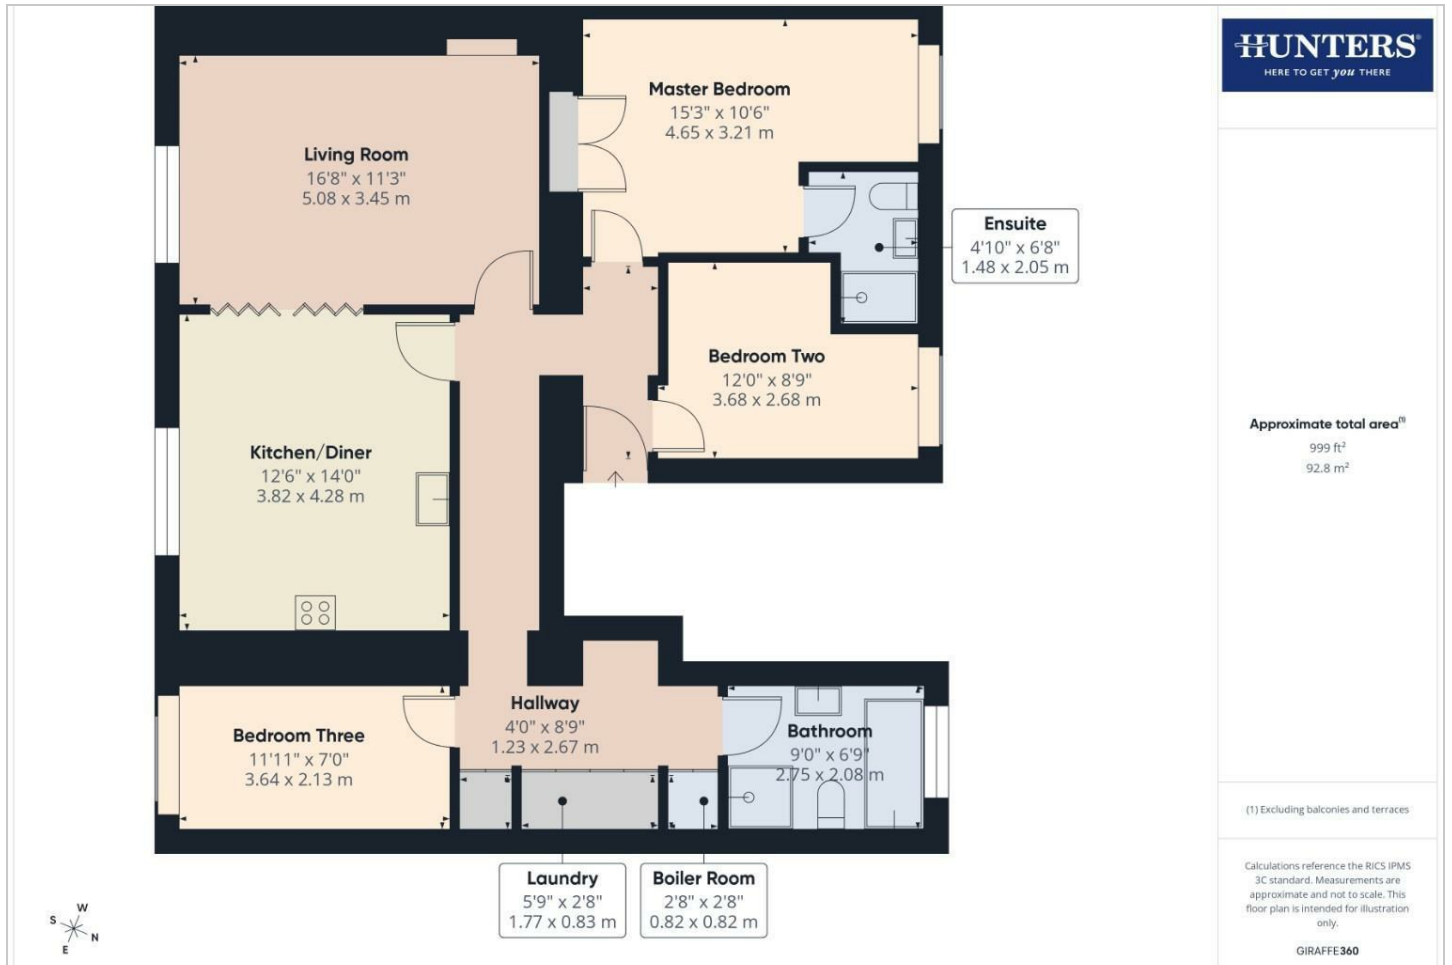 Master Bedroom
15'3" x 10'6"
4.65 x 3.21 m
Living Room
16'8" x 11'3"
5.08 x 3.45 m
Ensuite
4'10" x 6'8"
1.48 x 2.05 m
Bedroom Two
12'0" x 8'9"
3.68 x 2.68 m
Kitchen/Diner
12'6" x 14'0"
3.82 x 4.28 m
Hallway
4'0" x 8'9"
1.23 x 2.67 m
Bedroom Three
11'11" x 7'0"
3.64 x 2.13 m
Bathroom
9'0" x 6'9"
2.75 x 2.08 m
Laundry
5'9" x 2'8"
1.77 x 0.83 m
Boiler Room
2'8" x 2'8"
0.82 x 0.82 m
W
S
N
E
HUNTERS®
HERE TO GET you THERE
Approximate total area(1)
999 ft²
92.8 m²
(1) Excluding balconies and terraces
Calculations reference the RICS IPMS
3C standard. Measurements are
approximate and not to scale. This
floor plan is intended for illustration
only.
GIRAFFE360